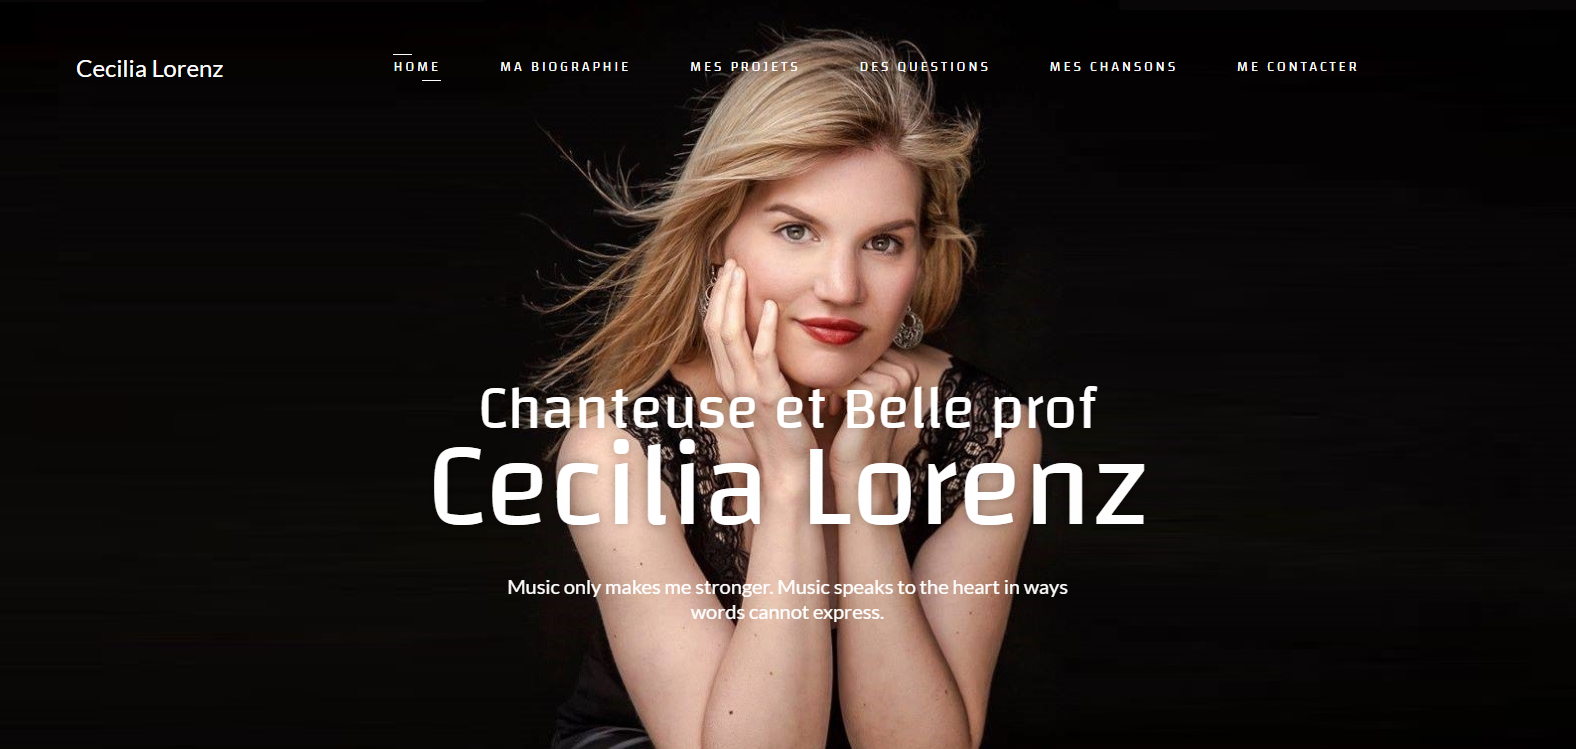 Cecilia Lorenz
HOME MA BIOGRAPHIE MES PROJETS DES QUESTIONS MES CHANSONS ME CONTACTER
Chanteuse et Belle prof
Cecilia Lorenz
Music only makes me stronger. Music speaks to the heart in ways
words cannot express.